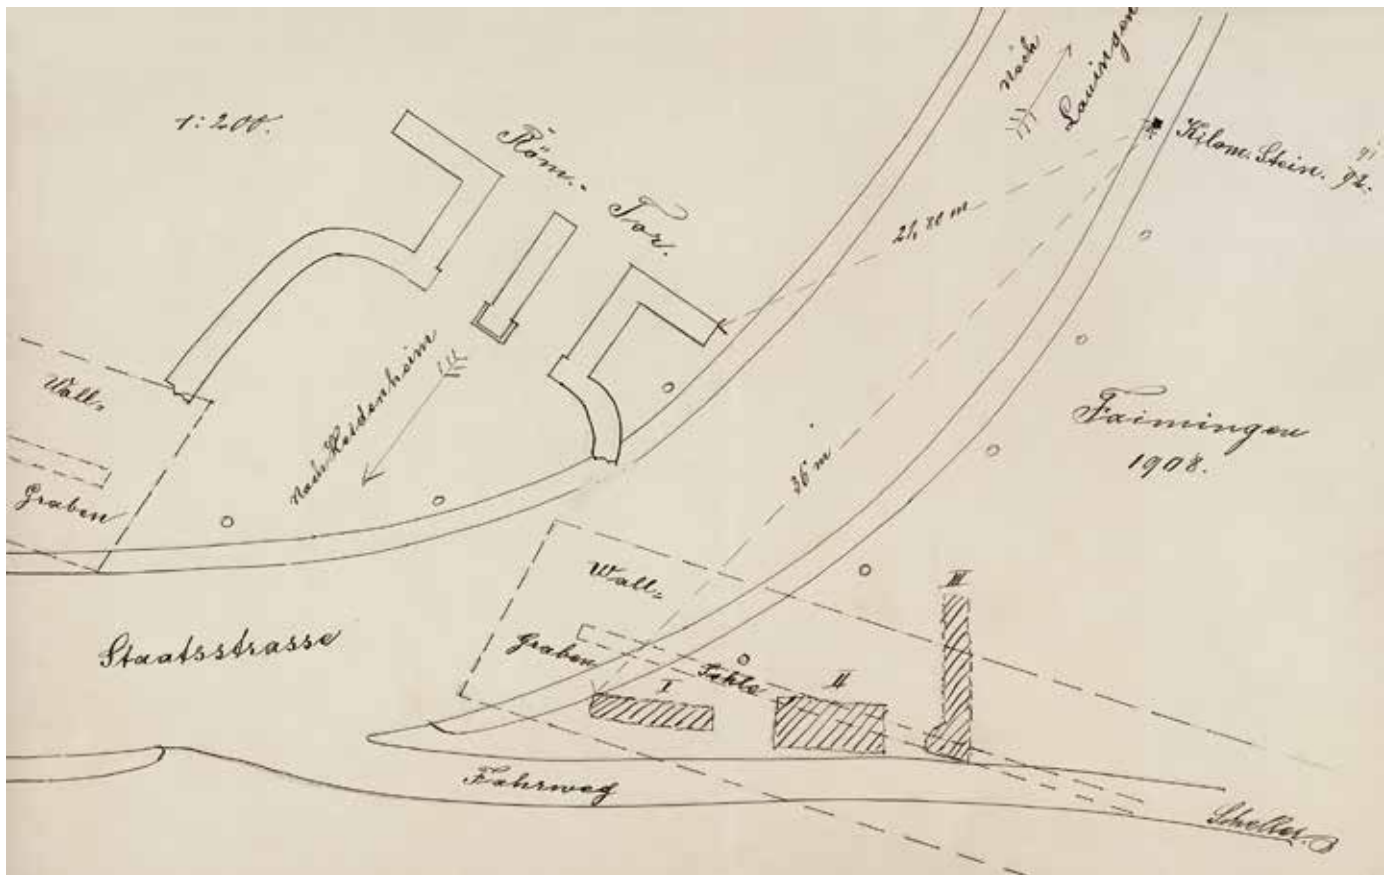 1:200.
Röm. Tor.
Nach
Lauingen
Kilom. Stein. 92.
91
21,80 m
36 m
Nach Heidenheim
Wall-
Graben
Faimingen
1908.
Wall-
Graben
Staatsstrasse
I
II
III
Fahrweg
Scheller.